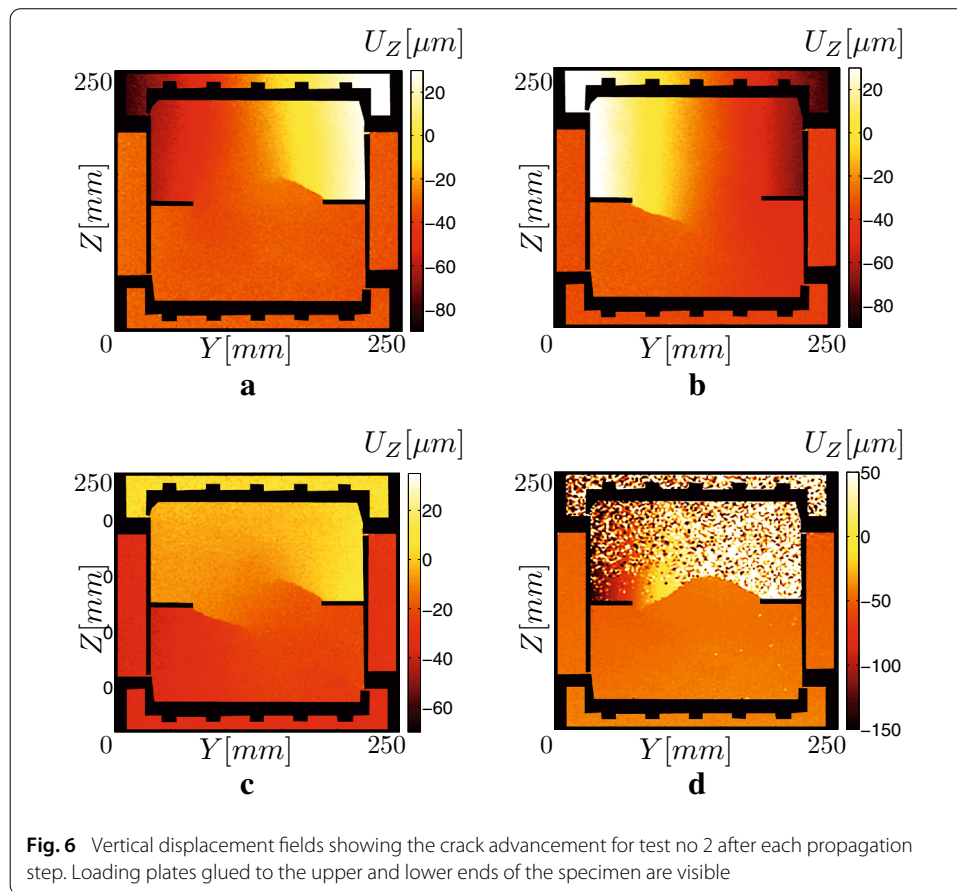 U_Z[μm]
250
20
0
−20
−40
−60
−80
Z[mm]
0
Y[mm]
250
a
U_Z[μm]
250
20
0
−20
−40
−60
−80
Z[mm]
0
Y[mm]
250
b
U_Z[μm]
250
0
0
0
0
20
0
−20
−40
−60
Z[mm]
0
Y[mm]
250
c
U_Z[μm]
250
50
0
−50
−100
−150
Z[mm]
0
Y[mm]
250
d
Fig. 6 Vertical displacement fields showing the crack advancement for test no 2 after each propagation
step. Loading plates glued to the upper and lower ends of the specimen are visible